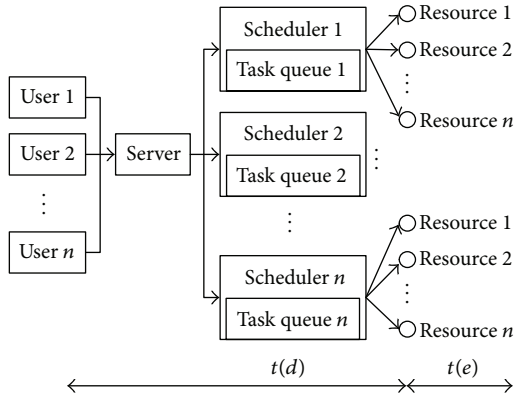 User 1
User 2
⋮
User n
Server
Scheduler 1
Task queue 1
Scheduler 2
Task queue 2
⋯
⋮
Scheduler n
Task queue n
Resource 1
Resource 2
⋮
Resource n
Resource 1
Resource 2
⋮
Resource n
t(d)
t(e)